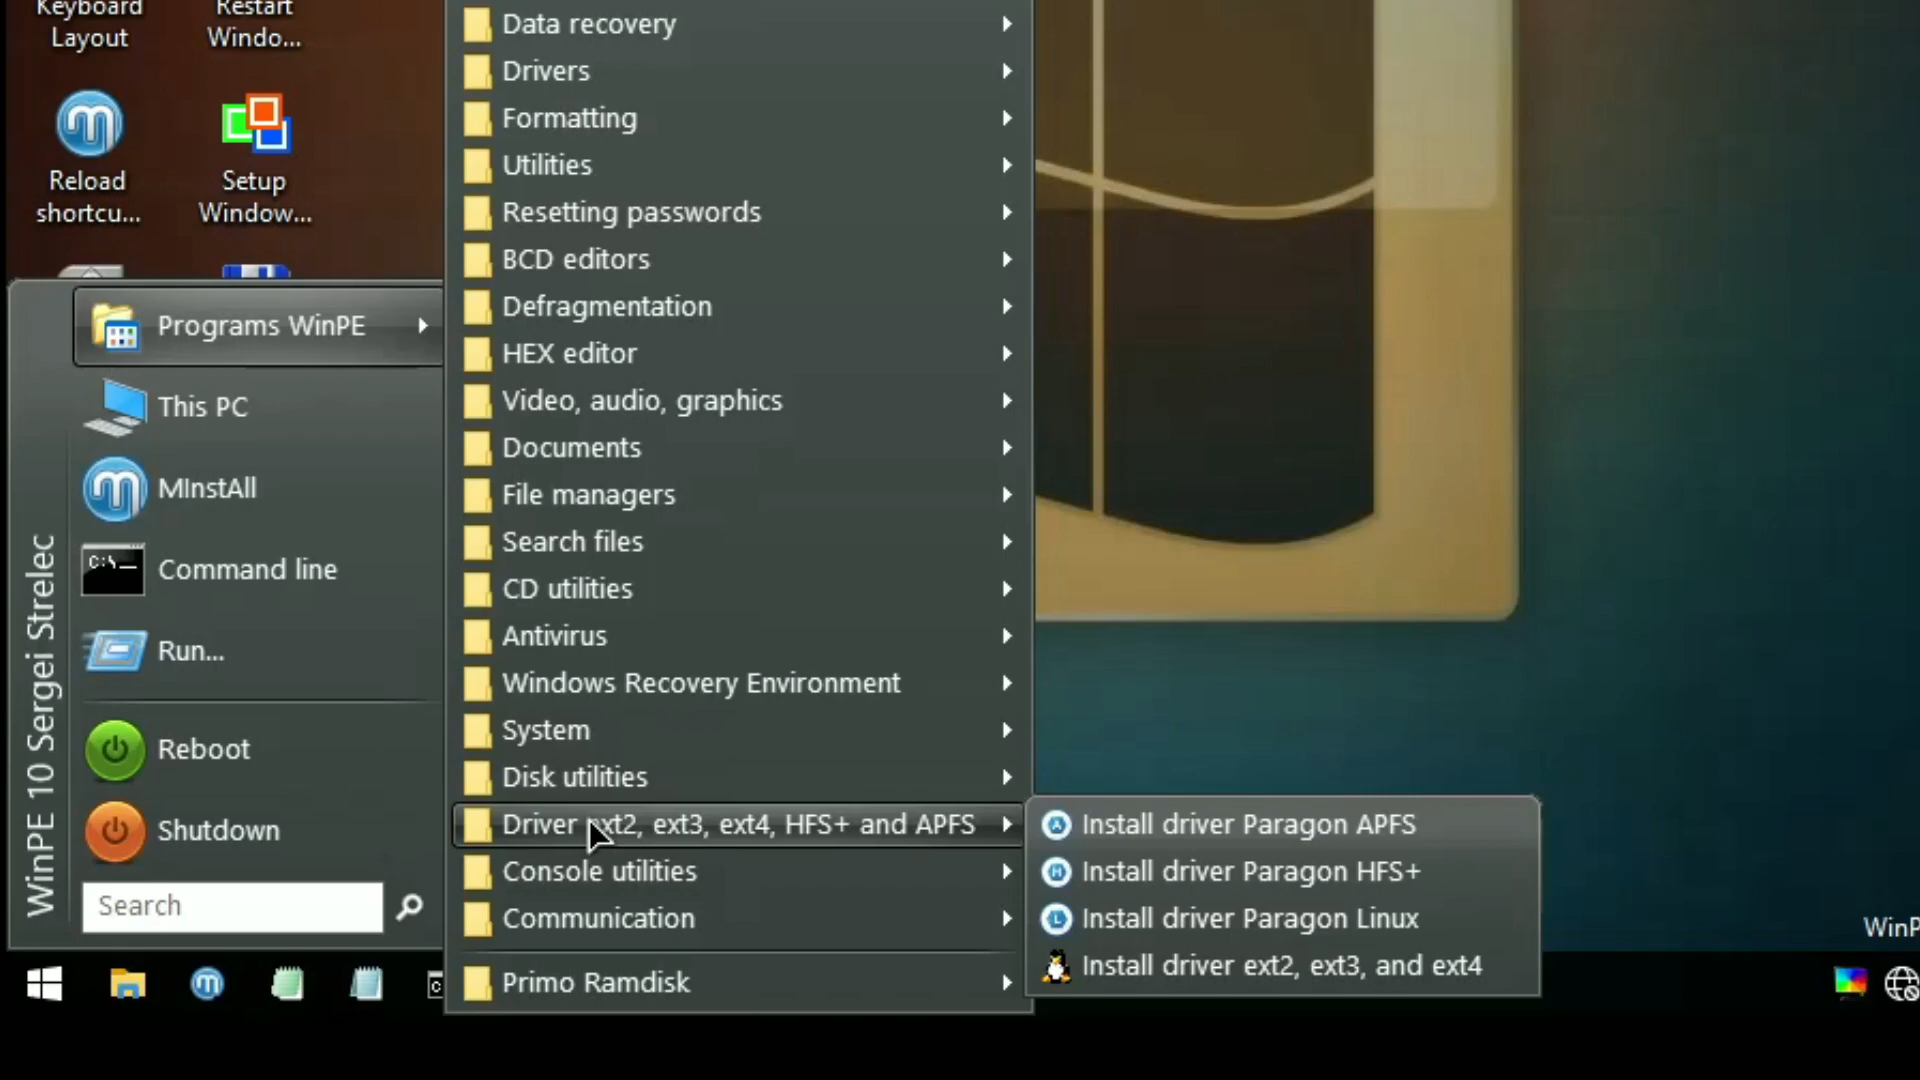 Keyboard
Layout
Restart
Windo...
Reload
shortcu...
Setup
Window...
WinPE 10 Sergei Strelec
Programs WinPE
This PC
MInstAll
C:\
Command line
Run...
Reboot
Shutdown
Search
Data recovery
Drivers
Formatting
Utilities
Resetting passwords
BCD editors
Defragmentation
HEX editor
Video, audio, graphics
Documents
File managers
Search files
CD utilities
Antivirus
Windows Recovery Environment
System
Disk utilities
Driver ext2, ext3, ext4, HFS+ and APFS
Console utilities
Communication
Primo Ramdisk
Install driver Paragon APFS
Install driver Paragon HFS+
Install driver Paragon Linux
Install driver ext2, ext3, and ext4
WinP